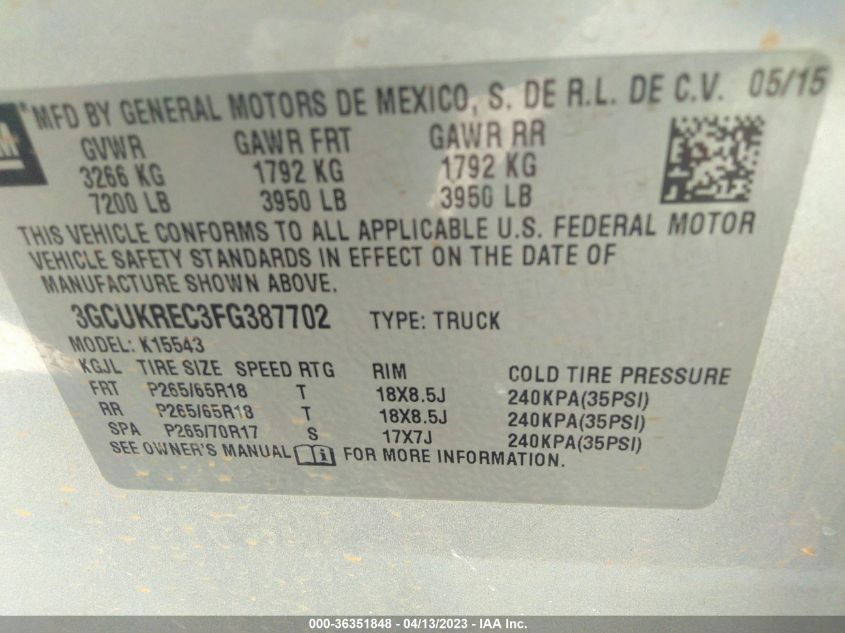 MFD BY GENERAL MOTORS DE MEXICO, S. DE R.L. DE C.V. 05/15
GVWR GAWR FRT GAWR RR
3266 KG 1792 KG 1792 KG
7200 LB 3950 LB 3950 LB
THIS VEHICLE CONFORMS TO ALL APPLICABLE U.S. FEDERAL MOTOR
VEHICLE SAFETY STANDARDS IN EFFECT ON THE DATE OF
MANUFACTURE SHOWN ABOVE.
3GCUKREC3FG387702 TYPE: TRUCK
MODEL: K15543
KGJL TIRE SIZE SPEED RTG RIM COLD TIRE PRESSURE
FRT P265/65R18 T 18X8.5J 240KPA(35PSI)
RR P265/65R18 T 18X8.5J 240KPA(35PSI)
SPA P265/70R17 S 17X7J 240KPA(35PSI)
SEE OWNER'S MANUAL FOR MORE INFORMATION.
000-36351848 - 04/13/2023 - IAA Inc.